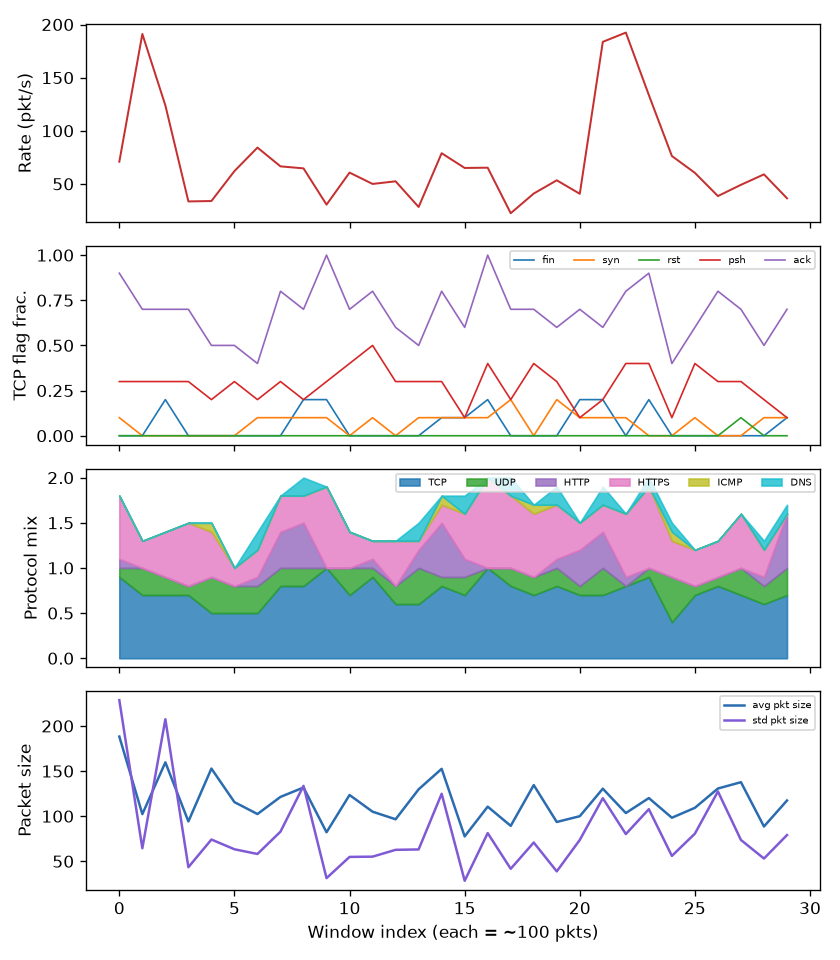 200
150
100
50
Rate (pkt/s)
1.00
0.75
0.50
0.25
0.00
TCP flag frac.
fin syn rst psh ack
2.0
1.5
1.0
0.5
0.0
Protocol mix
TCP UDP HTTP HTTPS ICMP DNS
200
150
100
50
Packet size
avg pkt size
std pkt size
0 5 10 15 20 25 30
Window index (each = ~100 pkts)